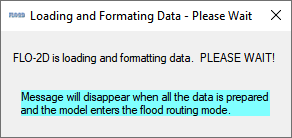 Loading and Formating Data - Please Wait
FLO-2D is loading and formatting data.  PLEASE WAIT!
Message will disappear when all the data is prepared
and the model enters the flood routing mode.